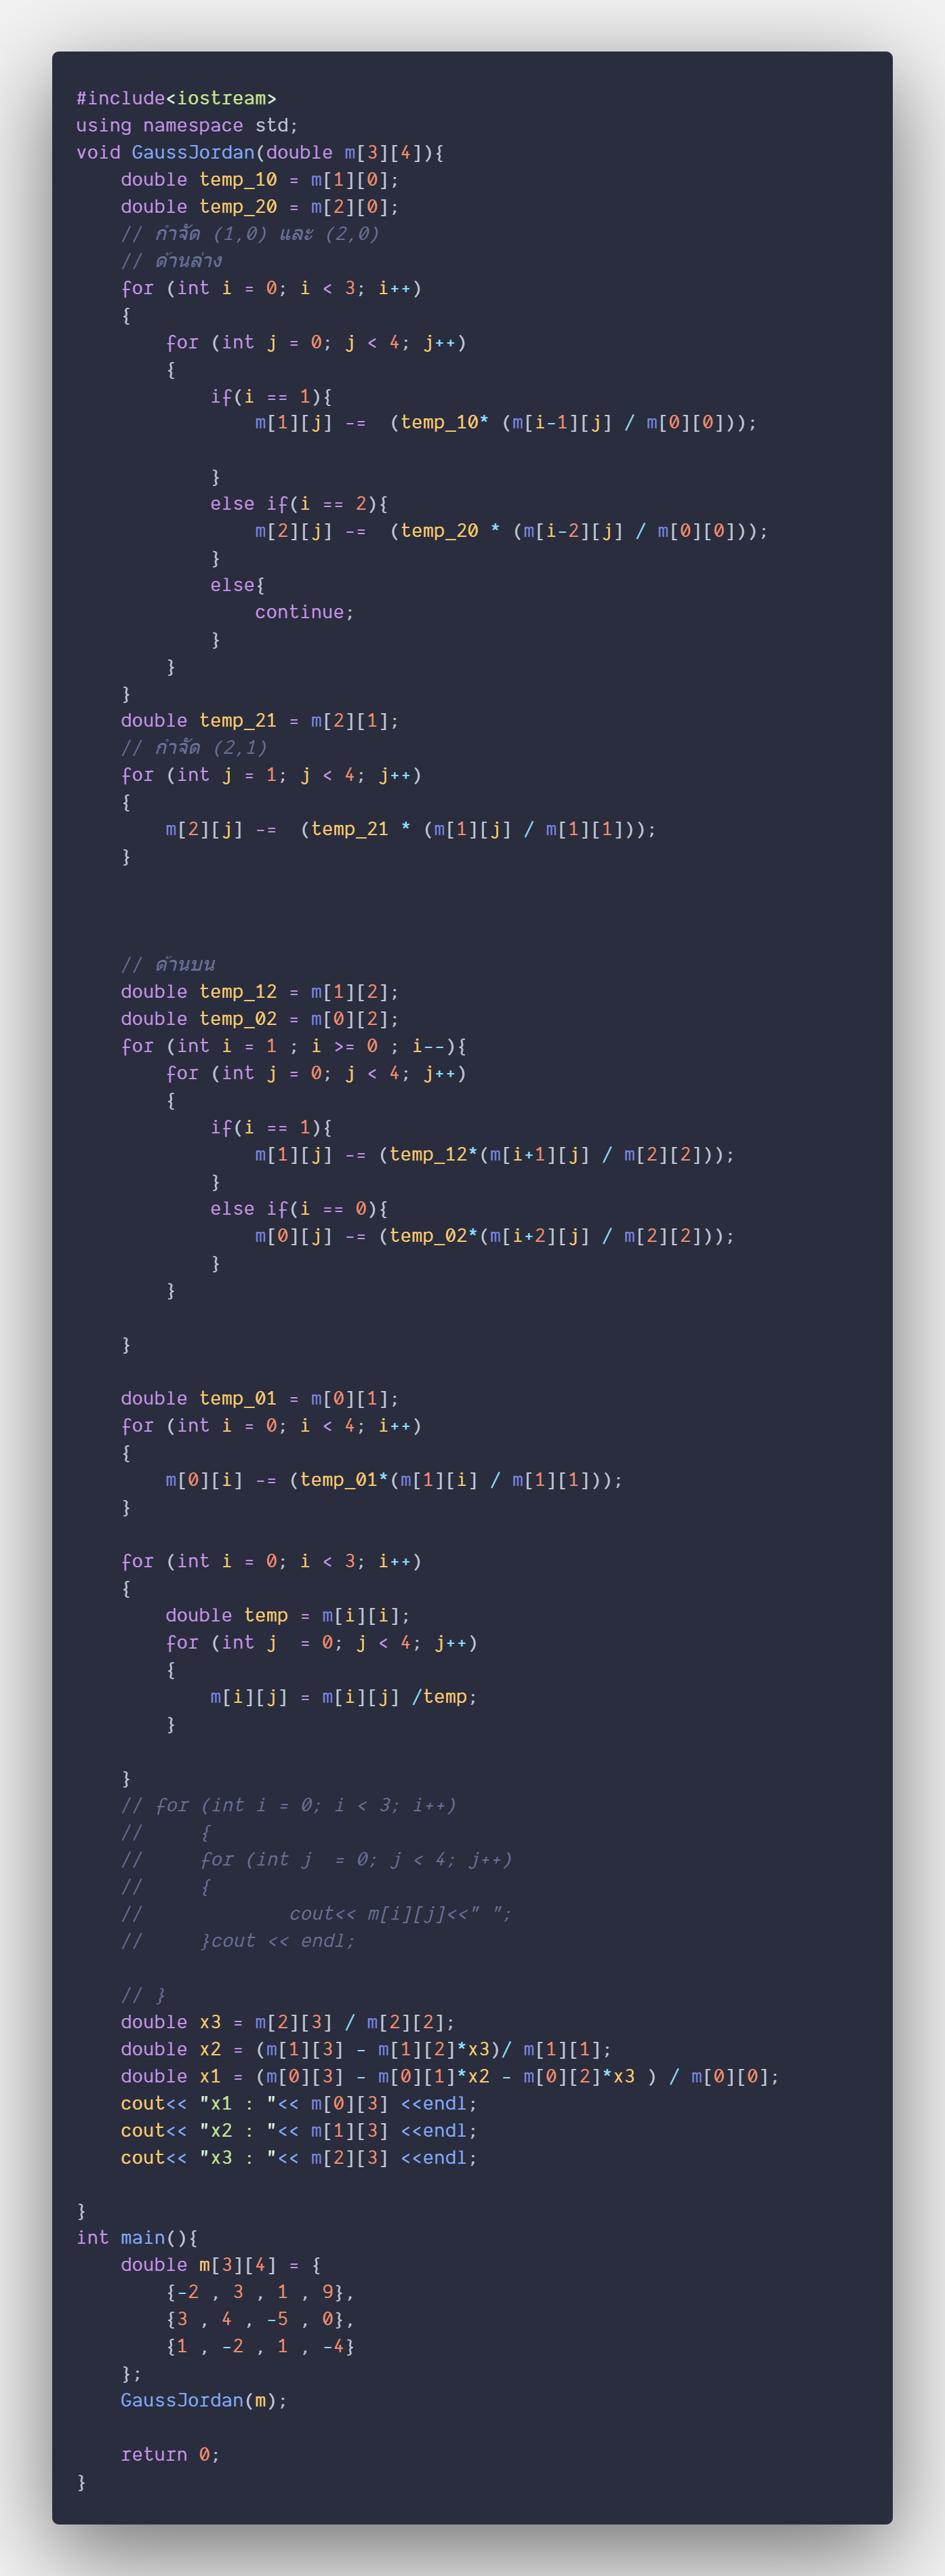 #include<iostream>
using namespace std;
void GaussJordan(double m[3][4]){
    double temp_10 = m[1][0];
    double temp_20 = m[2][0];
    // กำจัด (1,0) และ (2,0)
    // ด้านล่าง
    for (int i = 0; i < 3; i++)
    {
        for (int j = 0; j < 4; j++)
        {
            if(i == 1){
                m[1][j] -=  (temp_10* (m[i-1][j] / m[0][0]));

            }
            else if(i == 2){
                m[2][j] -=  (temp_20 * (m[i-2][j] / m[0][0]));
            }
            else{
                continue;
            }
        }
    }
    double temp_21 = m[2][1];
    // กำจัด (2,1)
    for (int j = 1; j < 4; j++)
    {
        m[2][j] -=  (temp_21 * (m[1][j] / m[1][1]));
    }



    // ด้านบน
    double temp_12 = m[1][2];
    double temp_02 = m[0][2];
    for (int i = 1 ; i >= 0 ; i--){
        for (int j = 0; j < 4; j++)
        {
            if(i == 1){
                m[1][j] -= (temp_12*(m[i+1][j] / m[2][2]));
            }
            else if(i == 0){
                m[0][j] -= (temp_02*(m[i+2][j] / m[2][2]));
            }
        }

    }

    double temp_01 = m[0][1];
    for (int i = 0; i < 4; i++)
    {
        m[0][i] -= (temp_01*(m[1][i] / m[1][1]));
    }

    for (int i = 0; i < 3; i++)
    {
        double temp = m[i][i];
        for (int j  = 0; j < 4; j++)
        {
            m[i][j] = m[i][j] /temp;
        }

    }
    // for (int i = 0; i < 3; i++)
    //     {
    //     for (int j  = 0; j < 4; j++)
    //     {
    //             cout<< m[i][j]<<" ";
    //     }cout << endl;

    // }
    double x3 = m[2][3] / m[2][2];
    double x2 = (m[1][3] - m[1][2]*x3)/ m[1][1];
    double x1 = (m[0][3] - m[0][1]*x2 - m[0][2]*x3 ) / m[0][0];
    cout<< "x1 : "<< m[0][3] <<endl;
    cout<< "x2 : "<< m[1][3] <<endl;
    cout<< "x3 : "<< m[2][3] <<endl;

}
int main(){
    double m[3][4] = {
        {-2 , 3 , 1 , 9},
        {3 , 4 , -5 , 0},
        {1 , -2 , 1 , -4}
    };
    GaussJordan(m);

    return 0;
}